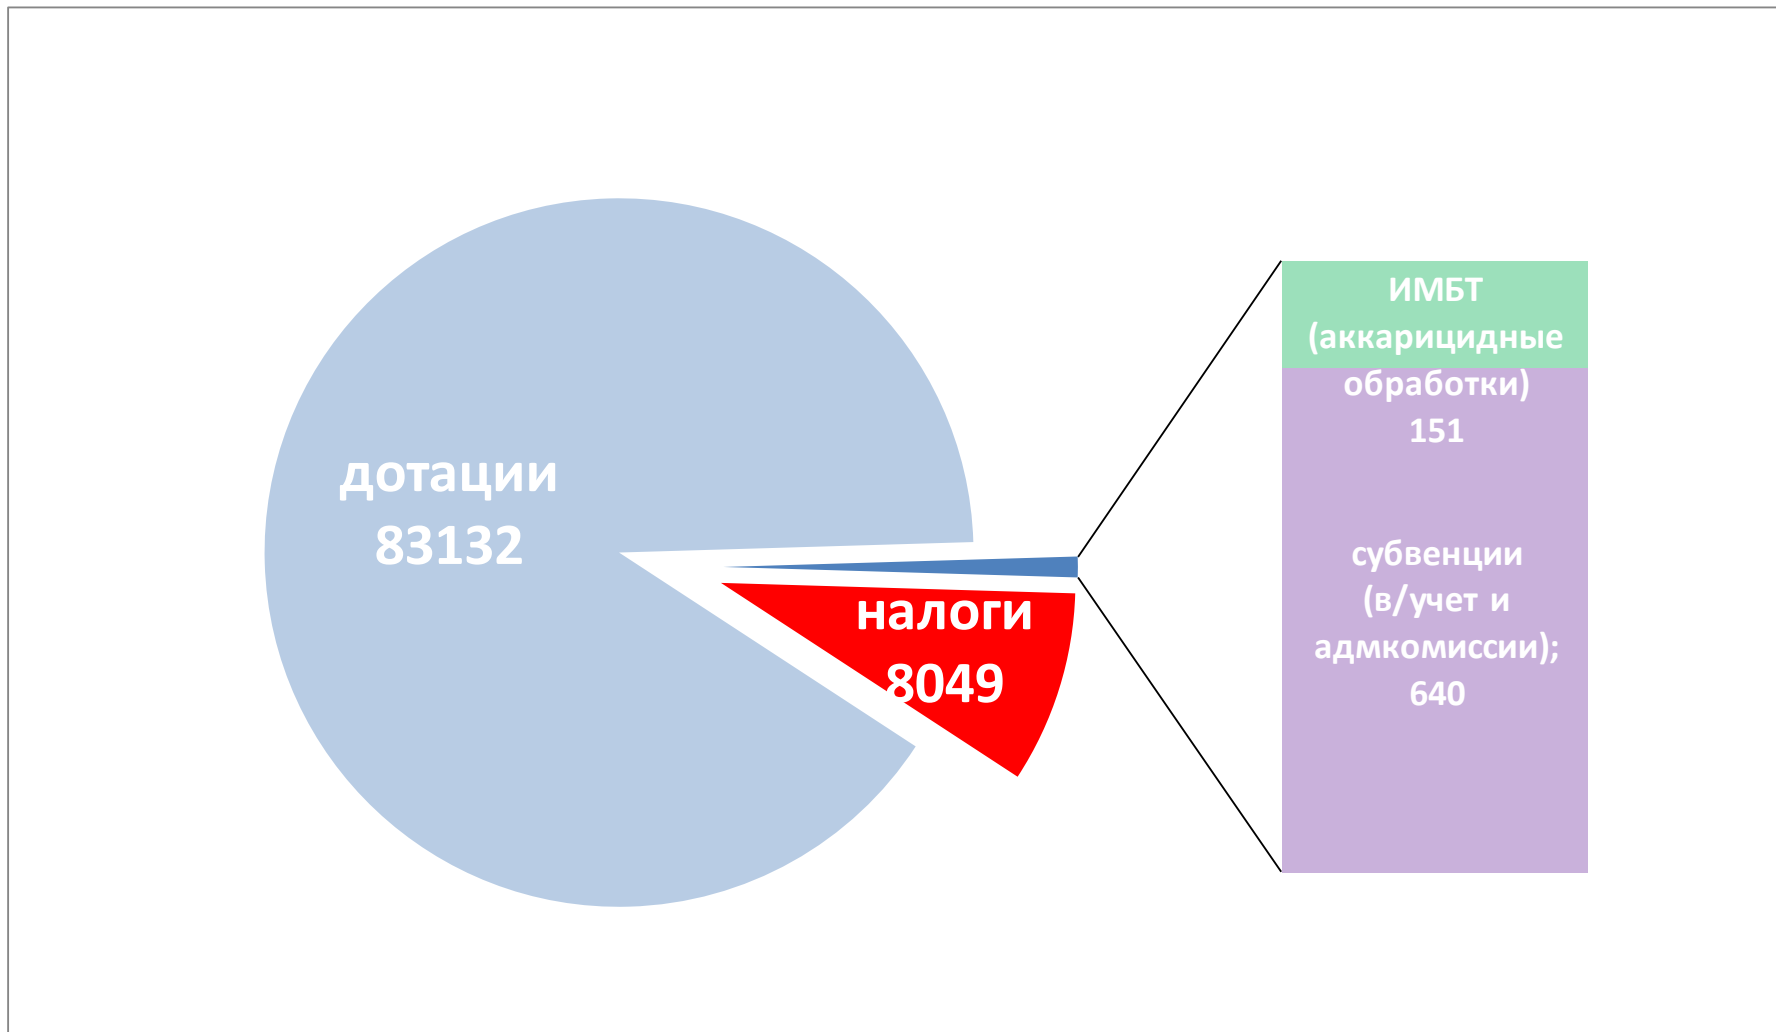 дотации
83132
налоги
8049
ИМБТ
(аккарицидные
обработки)
151
субвенции
(в/учет и
адмкомиссии);
640